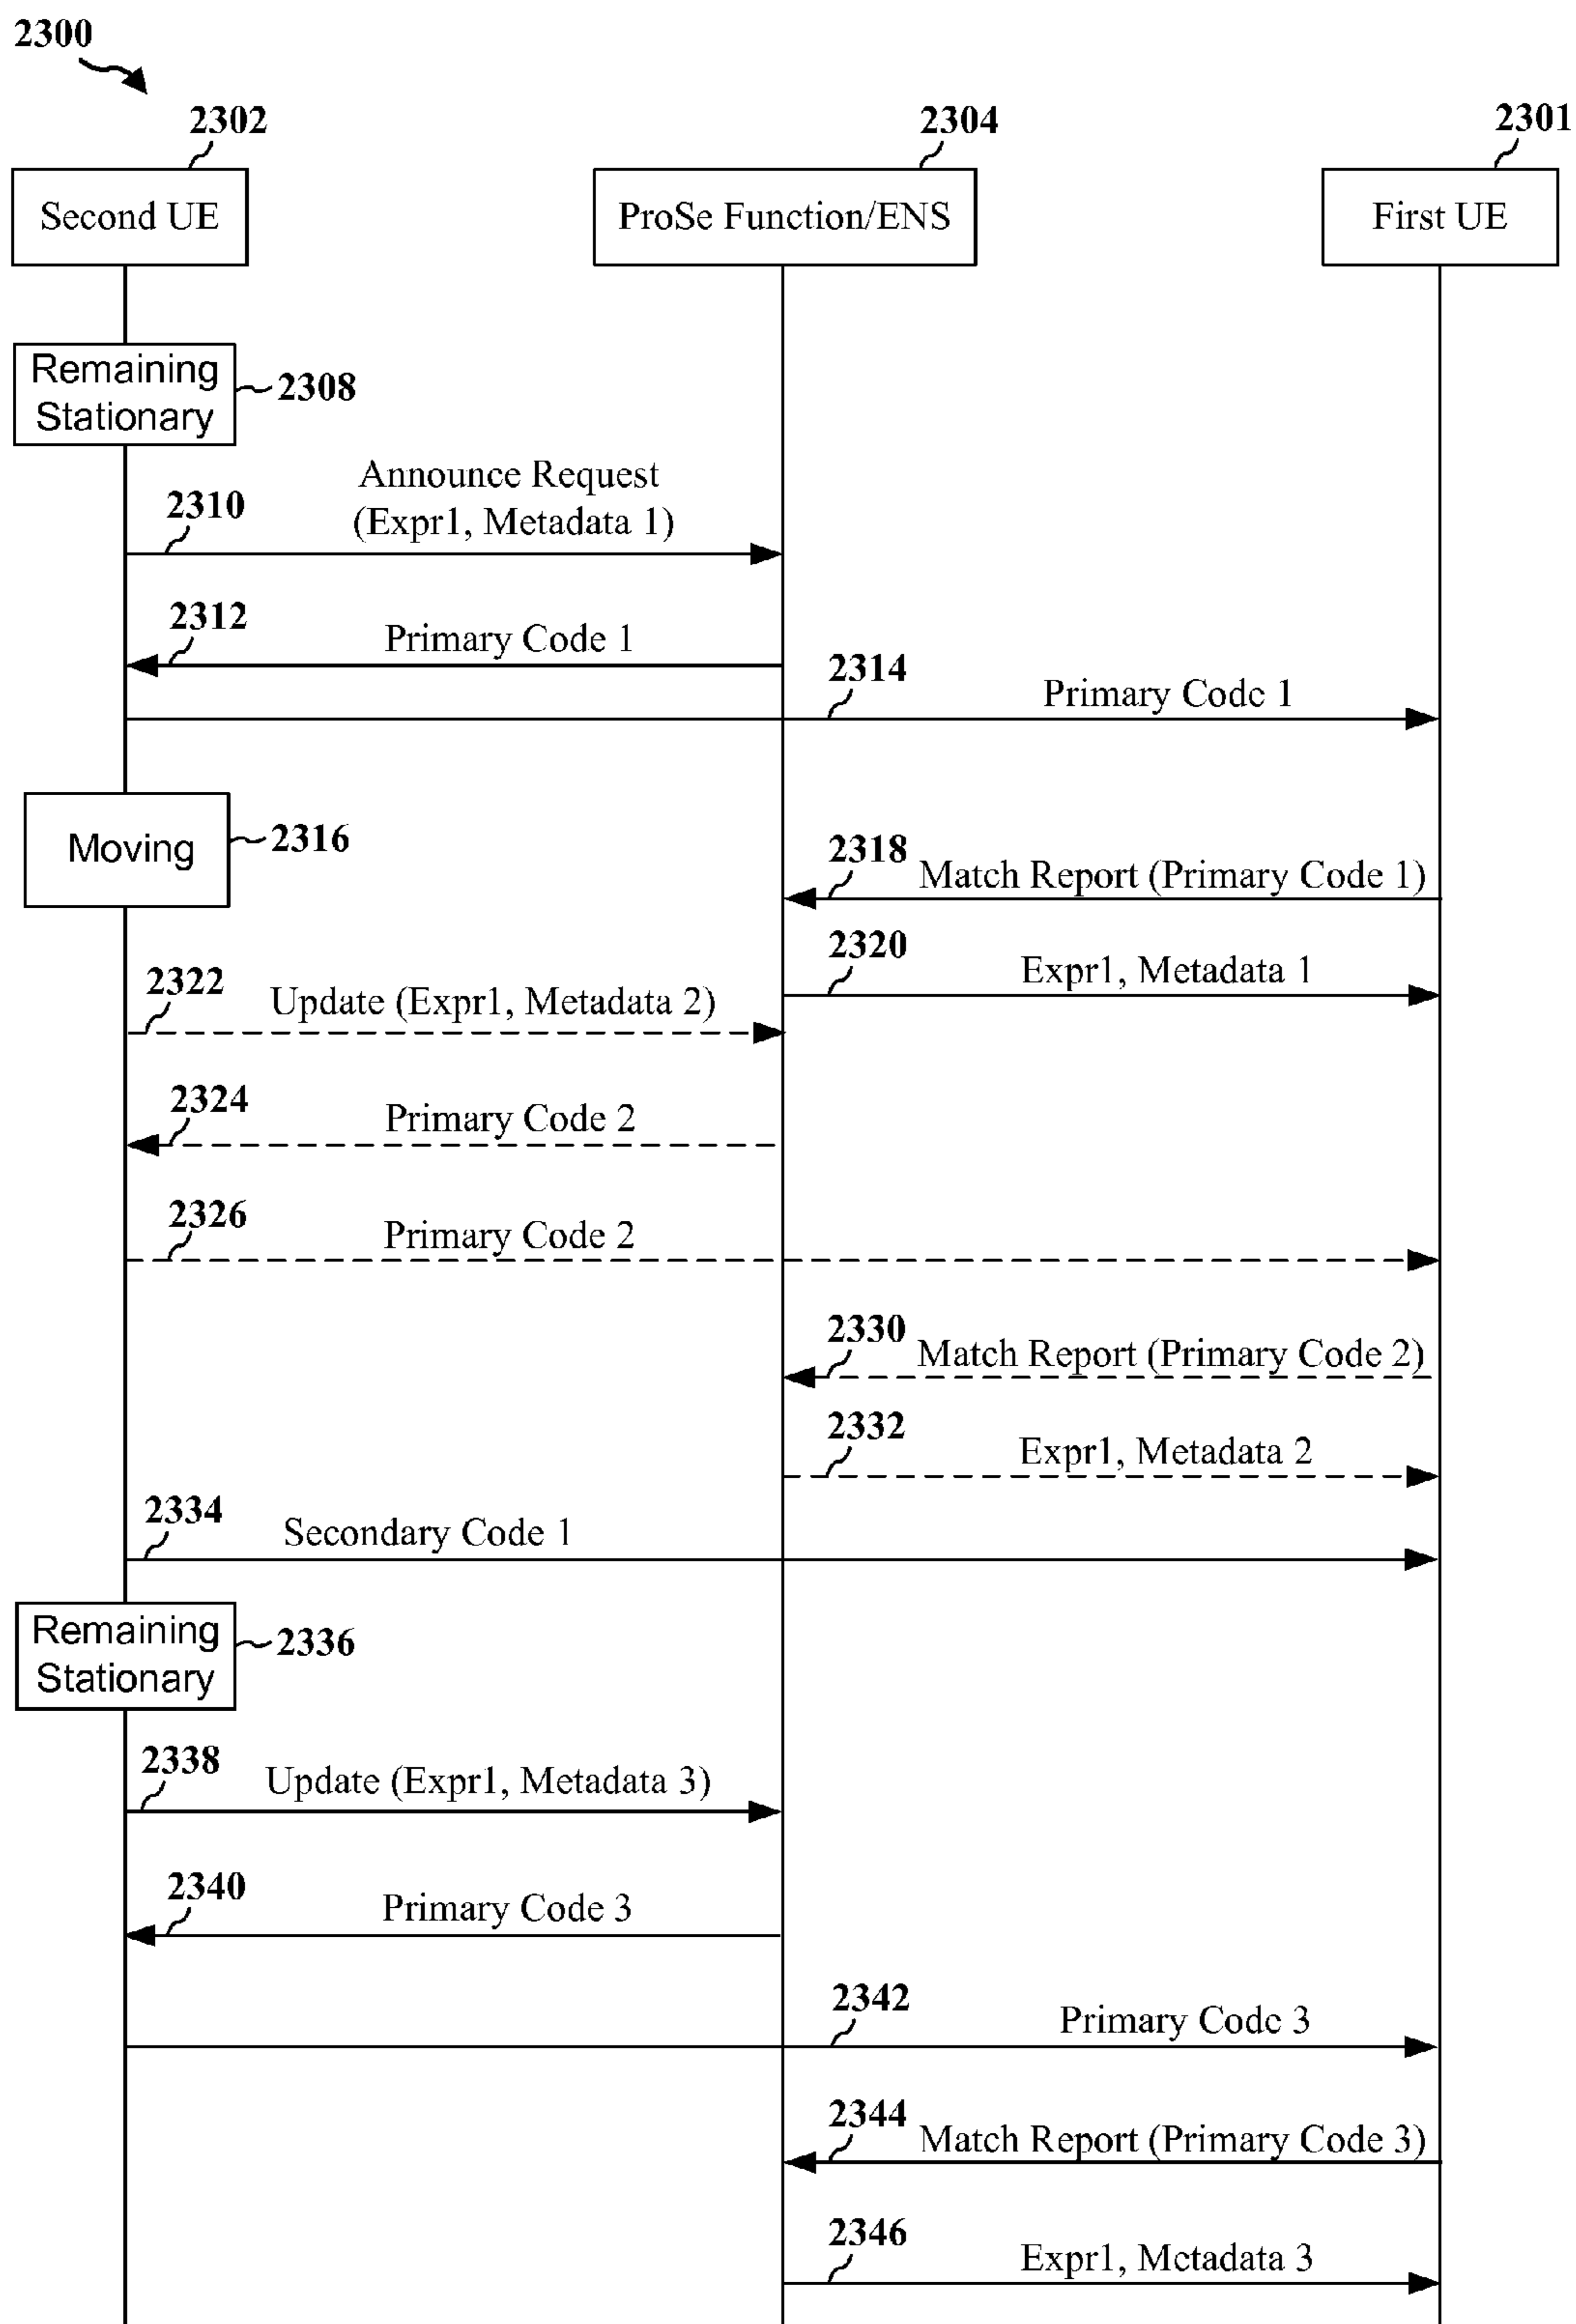 2300
2302
2304
2301
Second UE
ProSe Function/ENS
First UE
Remaining
Stationary
2308
Announce Request
(Expr1, Metadata 1)
2310
2312
Primary Code 1
2314
Primary Code 1
Moving
2316
2318
Match Report (Primary Code 1)
2320
Expr1, Metadata 1
2322
Update (Expr1, Metadata 2)
2324
Primary Code 2
2326
Primary Code 2
2330
Match Report (Primary Code 2)
2332
Expr1, Metadata 2
2334
Secondary Code 1
Remaining
Stationary
2336
2338
Update (Expr1, Metadata 3)
2340
Primary Code 3
2342
Primary Code 3
2344
Match Report (Primary Code 3)
2346
Expr1, Metadata 3